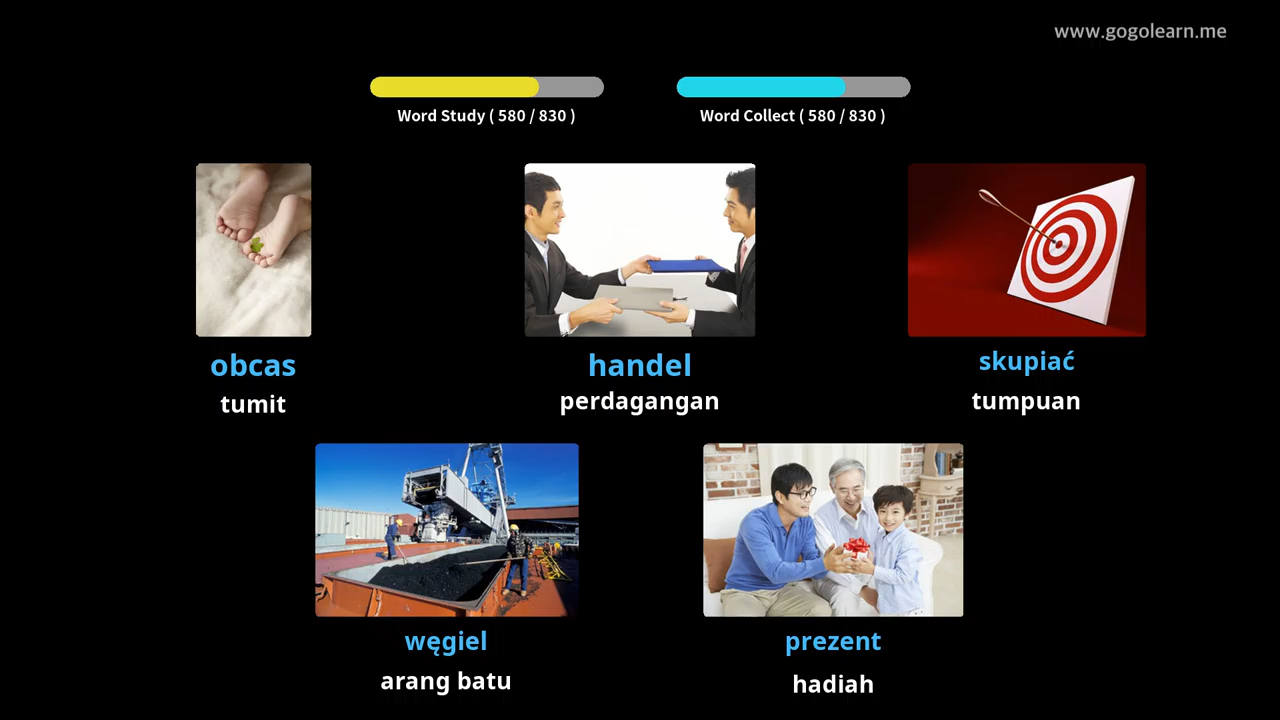 www.gogolearn.me
Word Study ( 580 / 830 )
Word Collect ( 580 / 830 )
obcas
tumit
handel
perdagangan
skupiać
tumpuan
węgiel
arang batu
prezent
hadiah